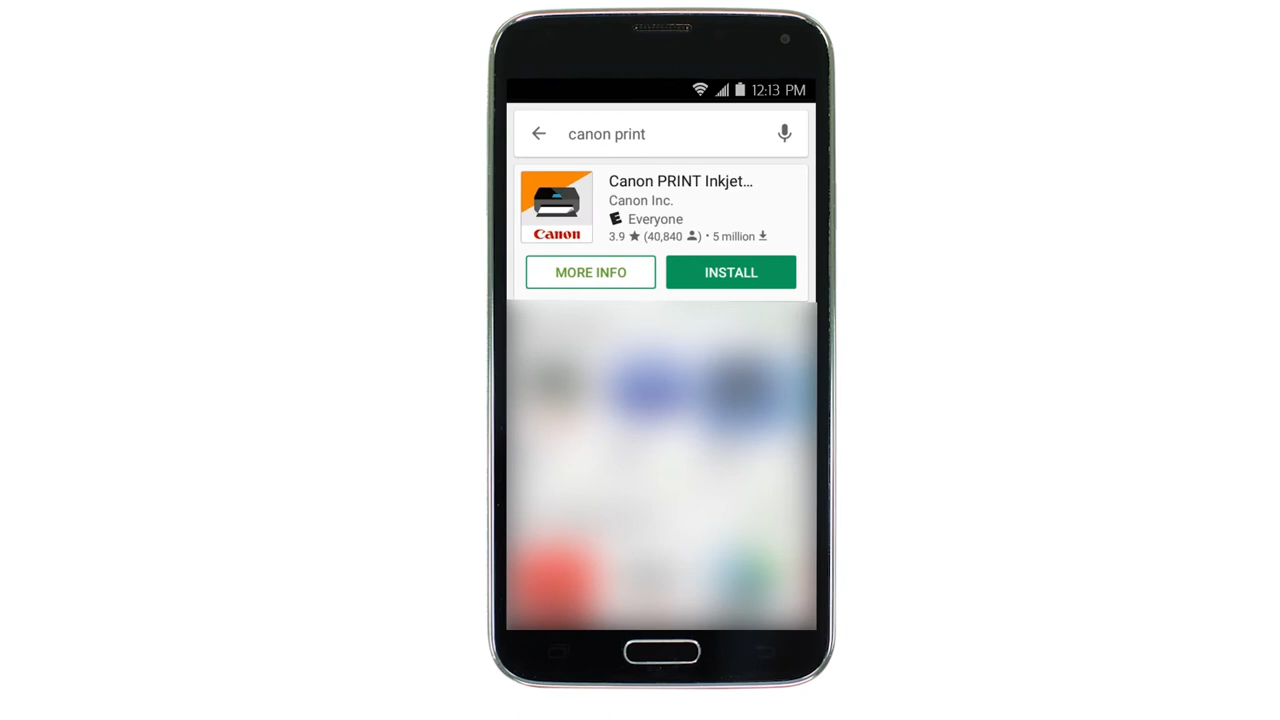 12:13 PM
canon print
Canon PRINT Inkjet...
Canon Inc.
E Everyone
3.9 ★ (40,840) • 5 million
Canon
MORE INFO
INSTALL